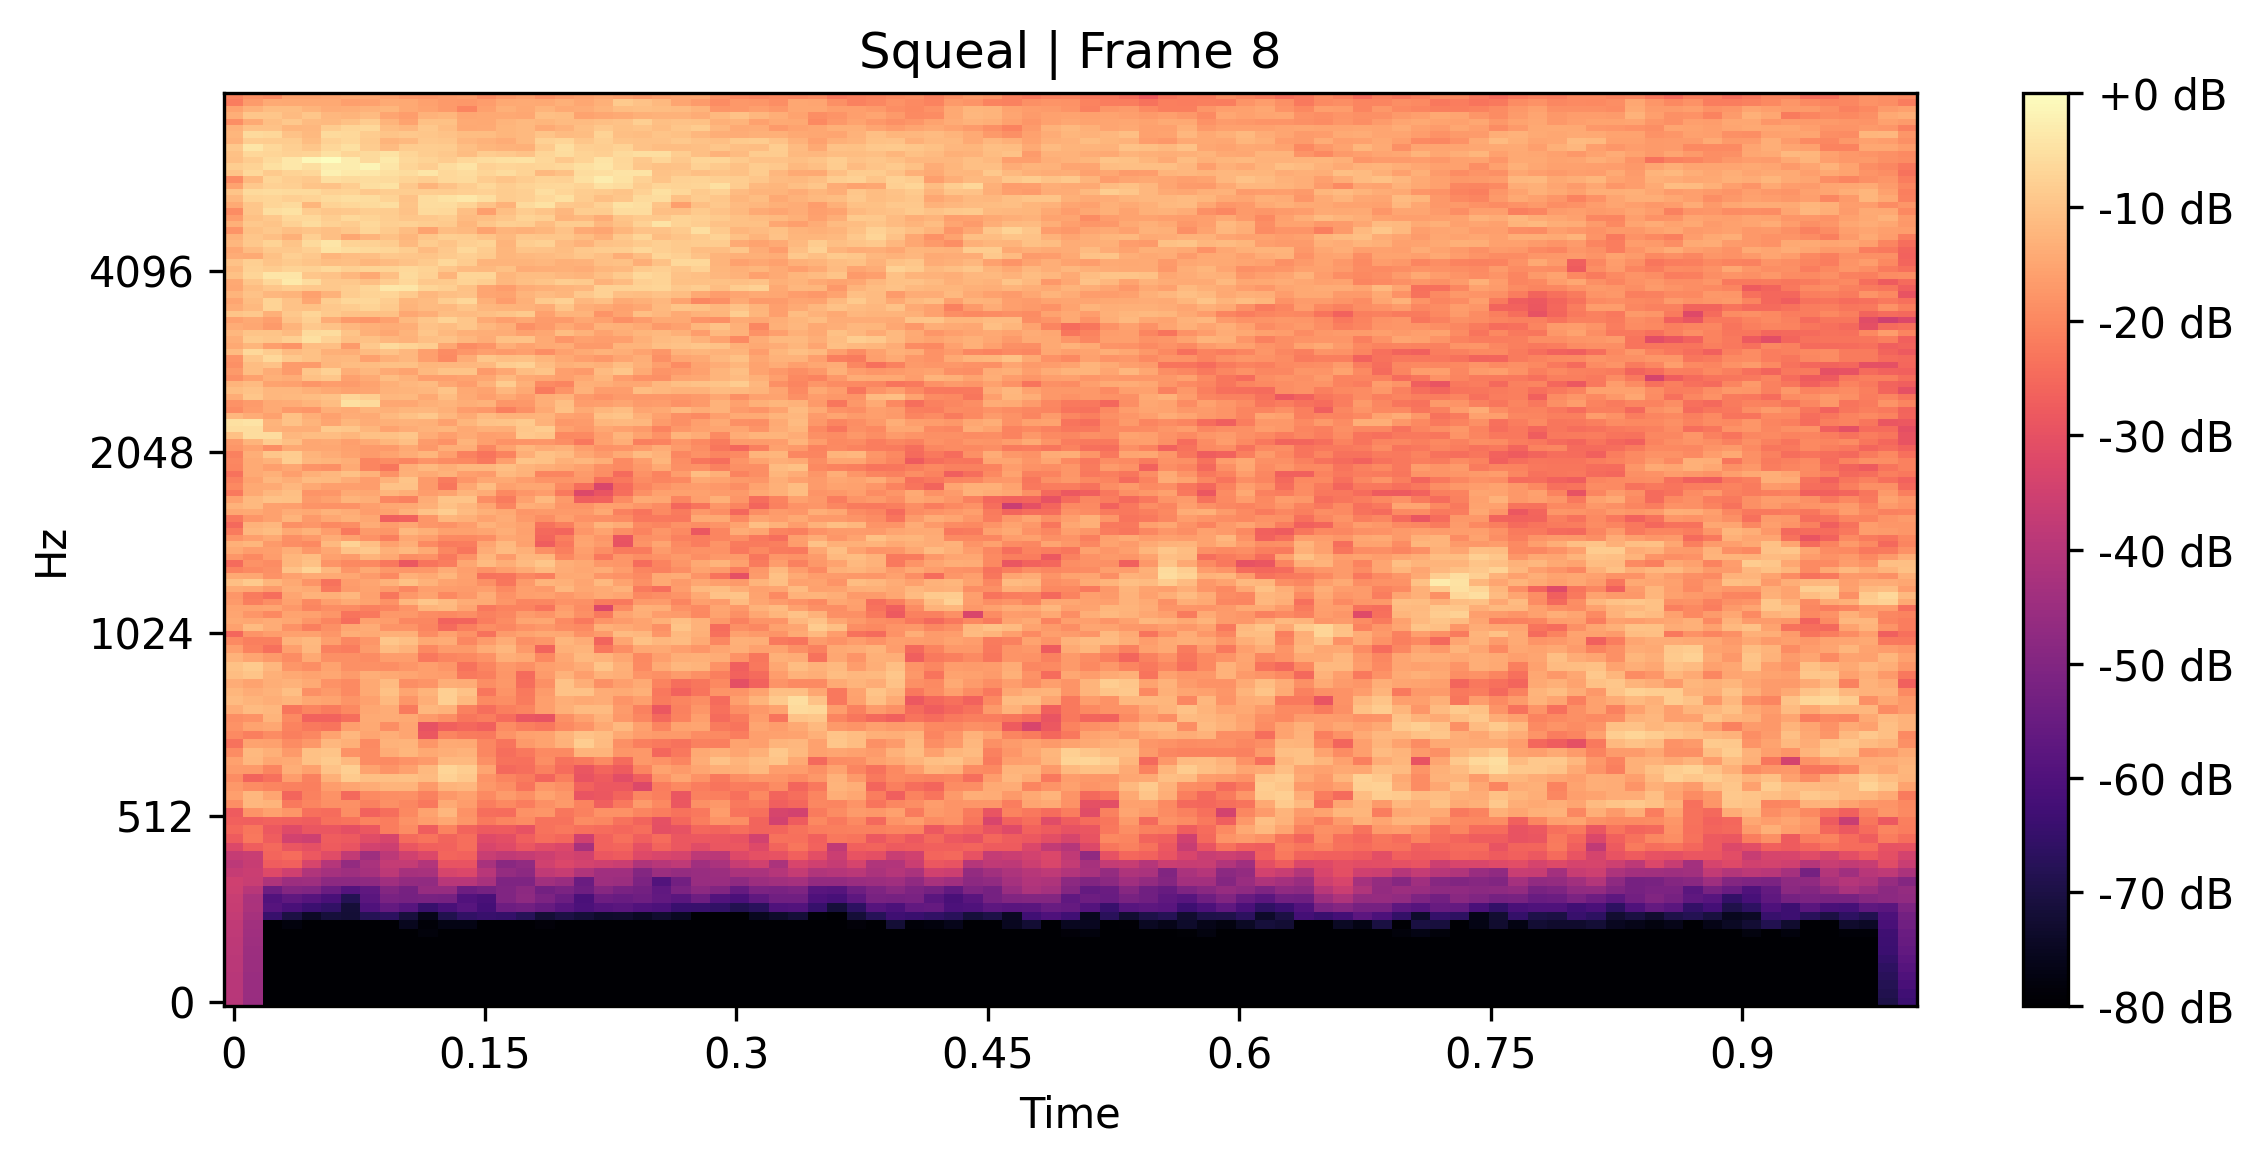 Squeal | Frame 8
Hz
4096
2048
1024
512
0
0 0.15 0.3 0.45 0.6 0.75 0.9
Time
+0 dB
-10 dB
-20 dB
-30 dB
-40 dB
-50 dB
-60 dB
-70 dB
-80 dB